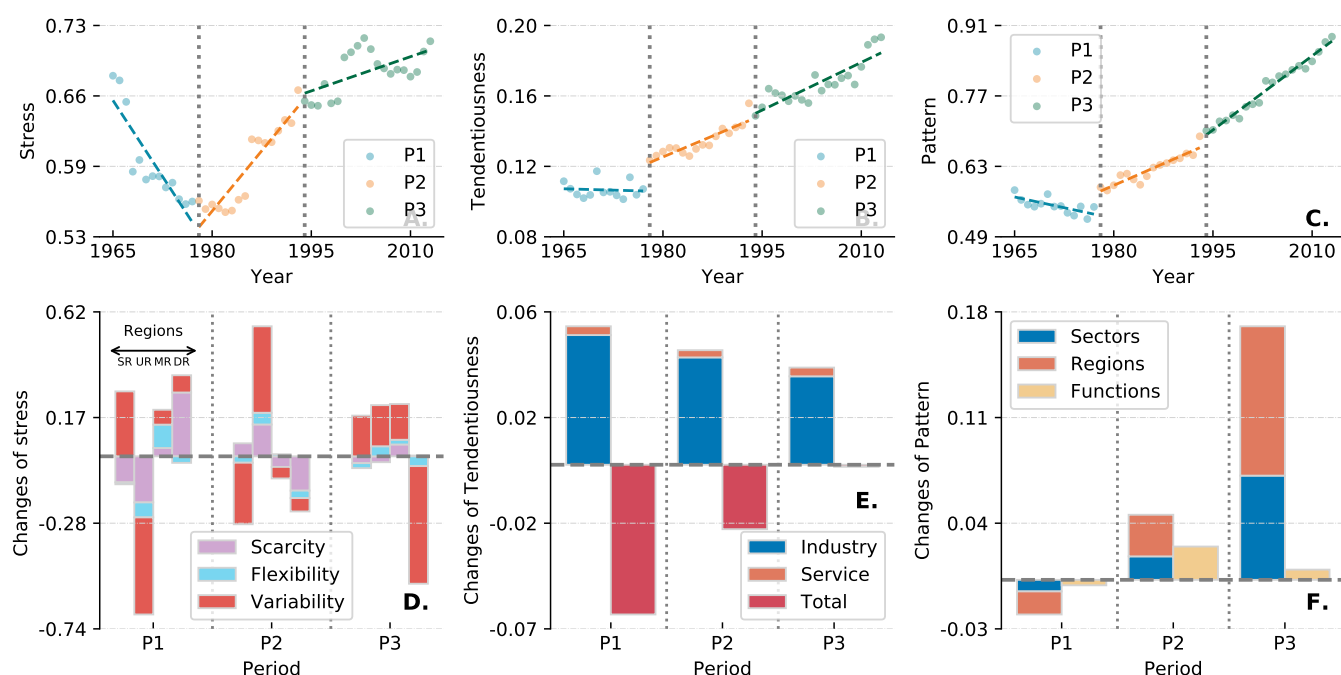 0.73
0.66
0.59
0.53
Stress
1965
1980
1995
2010
Year
P1
P2
P3
A.
0.20
0.16
0.12
0.08
Tendentiousness
1965
1980
1995
2010
Year
P1
P2
P3
B.
0.91
0.77
0.63
0.49
Pattern
1965
1980
1995
2010
Year
P1
P2
P3
C.
0.62
0.17
-0.28
-0.74
Changes of stress
Regions
SR UR MR DR
Scarcity
Flexibility
Variability
D.
P1
P2
P3
Period
0.06
0.02
-0.02
-0.07
Changes of Tendentiousness
E.
Industry
Service
Total
P1
P2
P3
Period
0.18
0.11
0.04
-0.03
Changes of Pattern
Sectors
Regions
Functions
F.
P1
P2
P3
Period